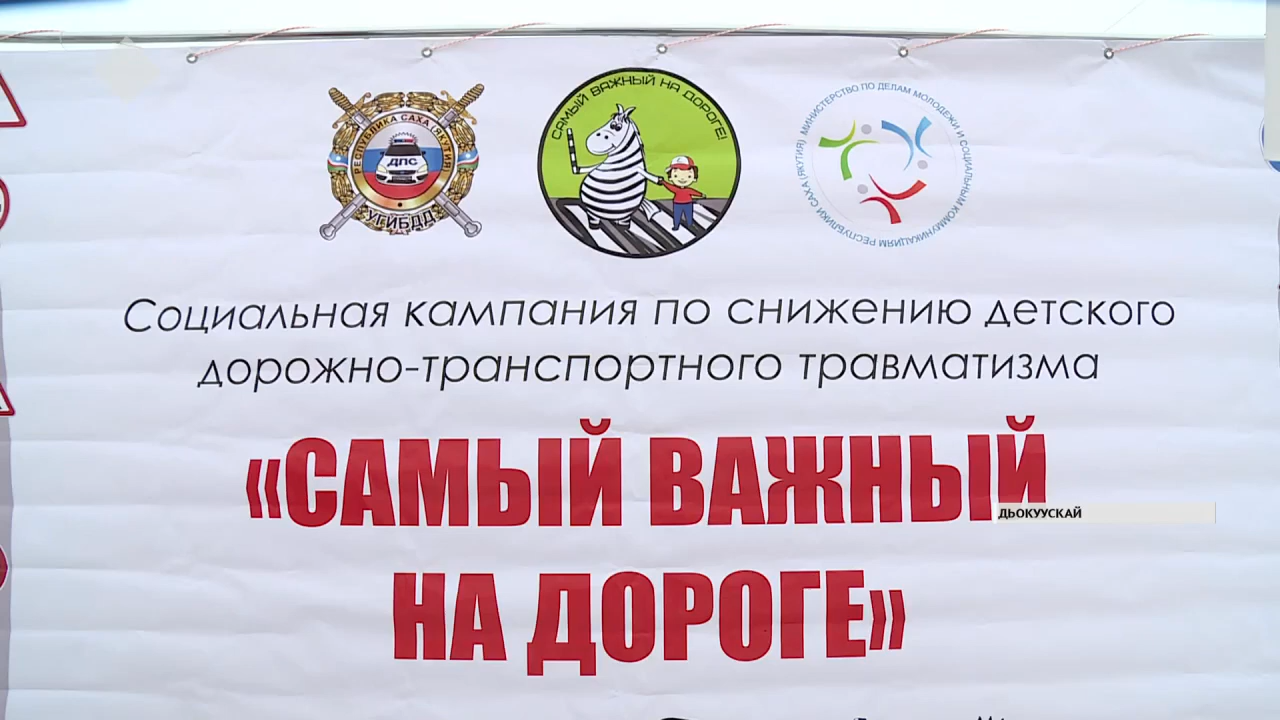 РЕСПУБЛИКА САХА (ЯКУТИЯ)
ДПС
УГИБДД
САМЫЙ ВАЖНЫЙ НА ДОРОГЕ!
МИНИСТЕРСТВО ПО ДЕЛАМ МОЛОДЕЖИ И СОЦИАЛЬНЫМ КОММУНИКАЦИЯМ РЕСПУБЛИКИ САХА (ЯКУТИЯ)
Социальная кампания по снижению детского
дорожно-транспортного травматизма
«САМЫЙ ВАЖНЫЙ
ДЬОКУУСКАЙ
НА ДОРОГЕ»